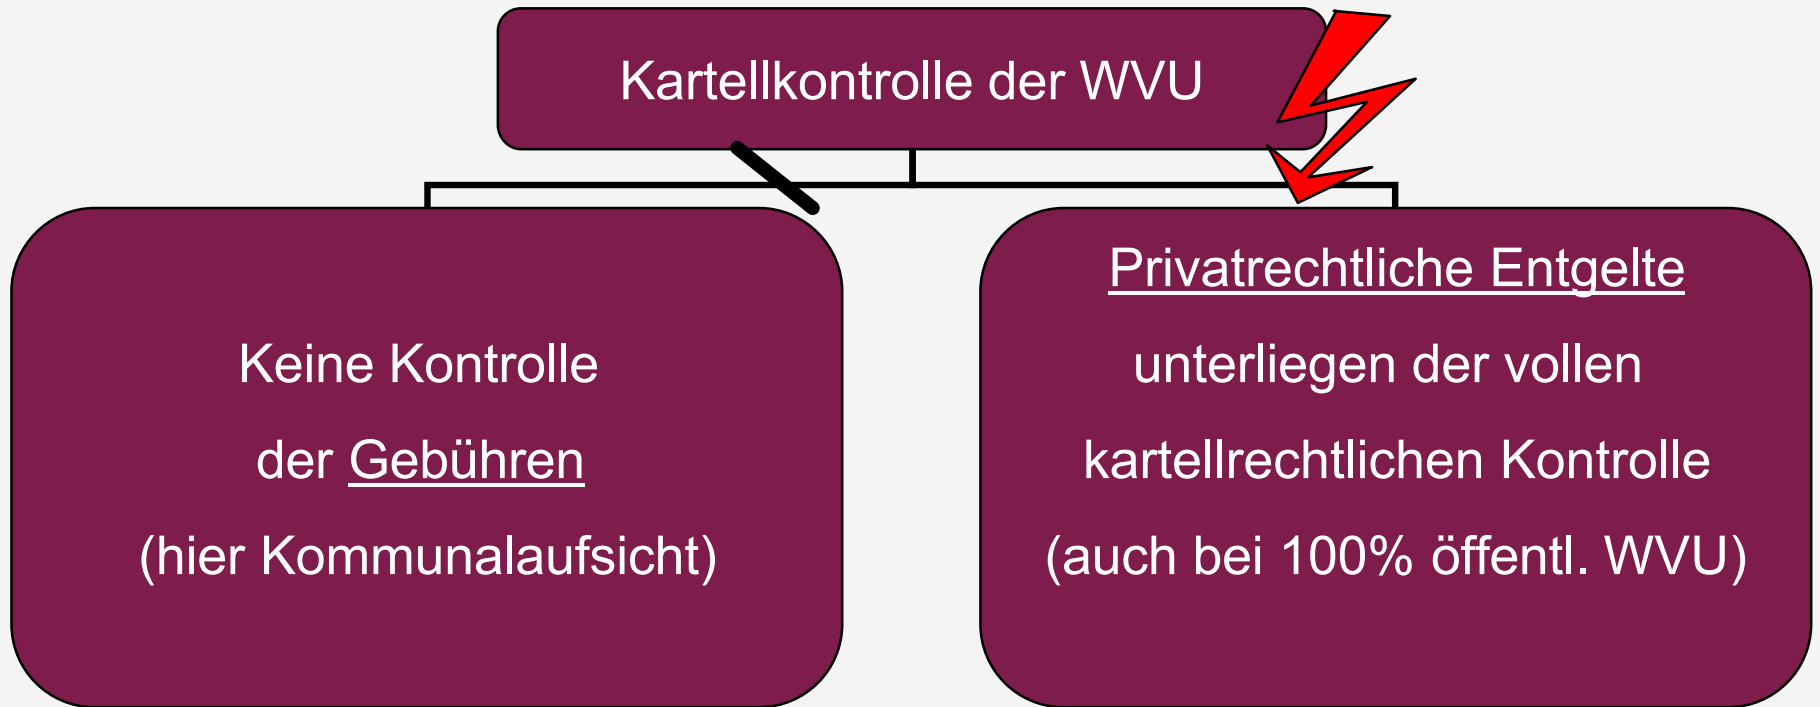 Kartellkontrolle der WVU
Keine Kontrolle
der Gebühren
(hier Kommunalaufsicht)
Privatrechtliche Entgelte
unterliegen der vollen
kartellrechtlichen Kontrolle
(auch bei 100% öffentl. WVU)